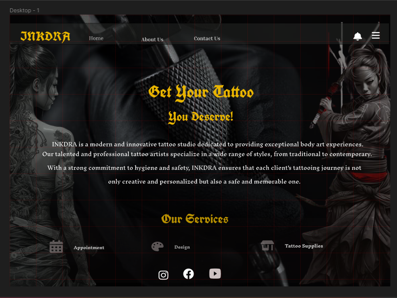 Desktop - 1
INKDRA Home About Us Contact Us
Get Your Tattoo
You Deserve!
INKDRA is a modern and innovative tattoo studio dedicated to providing exceptional body art experiences.
Our talented and professional tattoo artists specialize in a wide range of styles, from traditional to contemporary.
With a strong commitment to hygiene and safety, INKDRA ensures that each client's tattooing journey is not
only creative and personalized but also a safe and memorable one.
Our Services
Appointment Design Tattoo Supplies